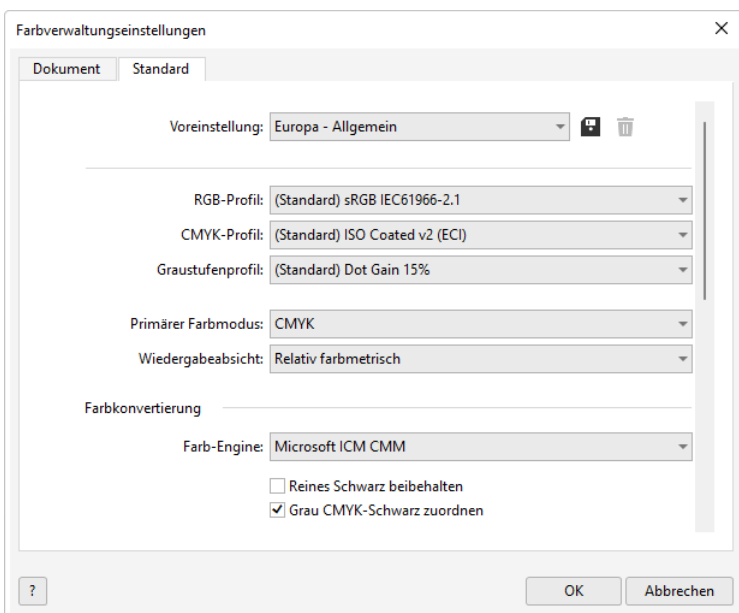 Farbverwaltungseinstellungen
Dokument Standard
Voreinstellung: Europa - Allgemein
RGB-Profil: (Standard) sRGB IEC61966-2.1
CMYK-Profil: (Standard) ISO Coated v2 (ECI)
Graustufenprofil: (Standard) Dot Gain 15%
Primärer Farbmodus: CMYK
Wiedergabeabsicht: Relativ farbmetrisch
Farbkonvertierung
Farb-Engine: Microsoft ICM CMM
Reines Schwarz beibehalten
Grau CMYK-Schwarz zuordnen
? OK Abbrechen